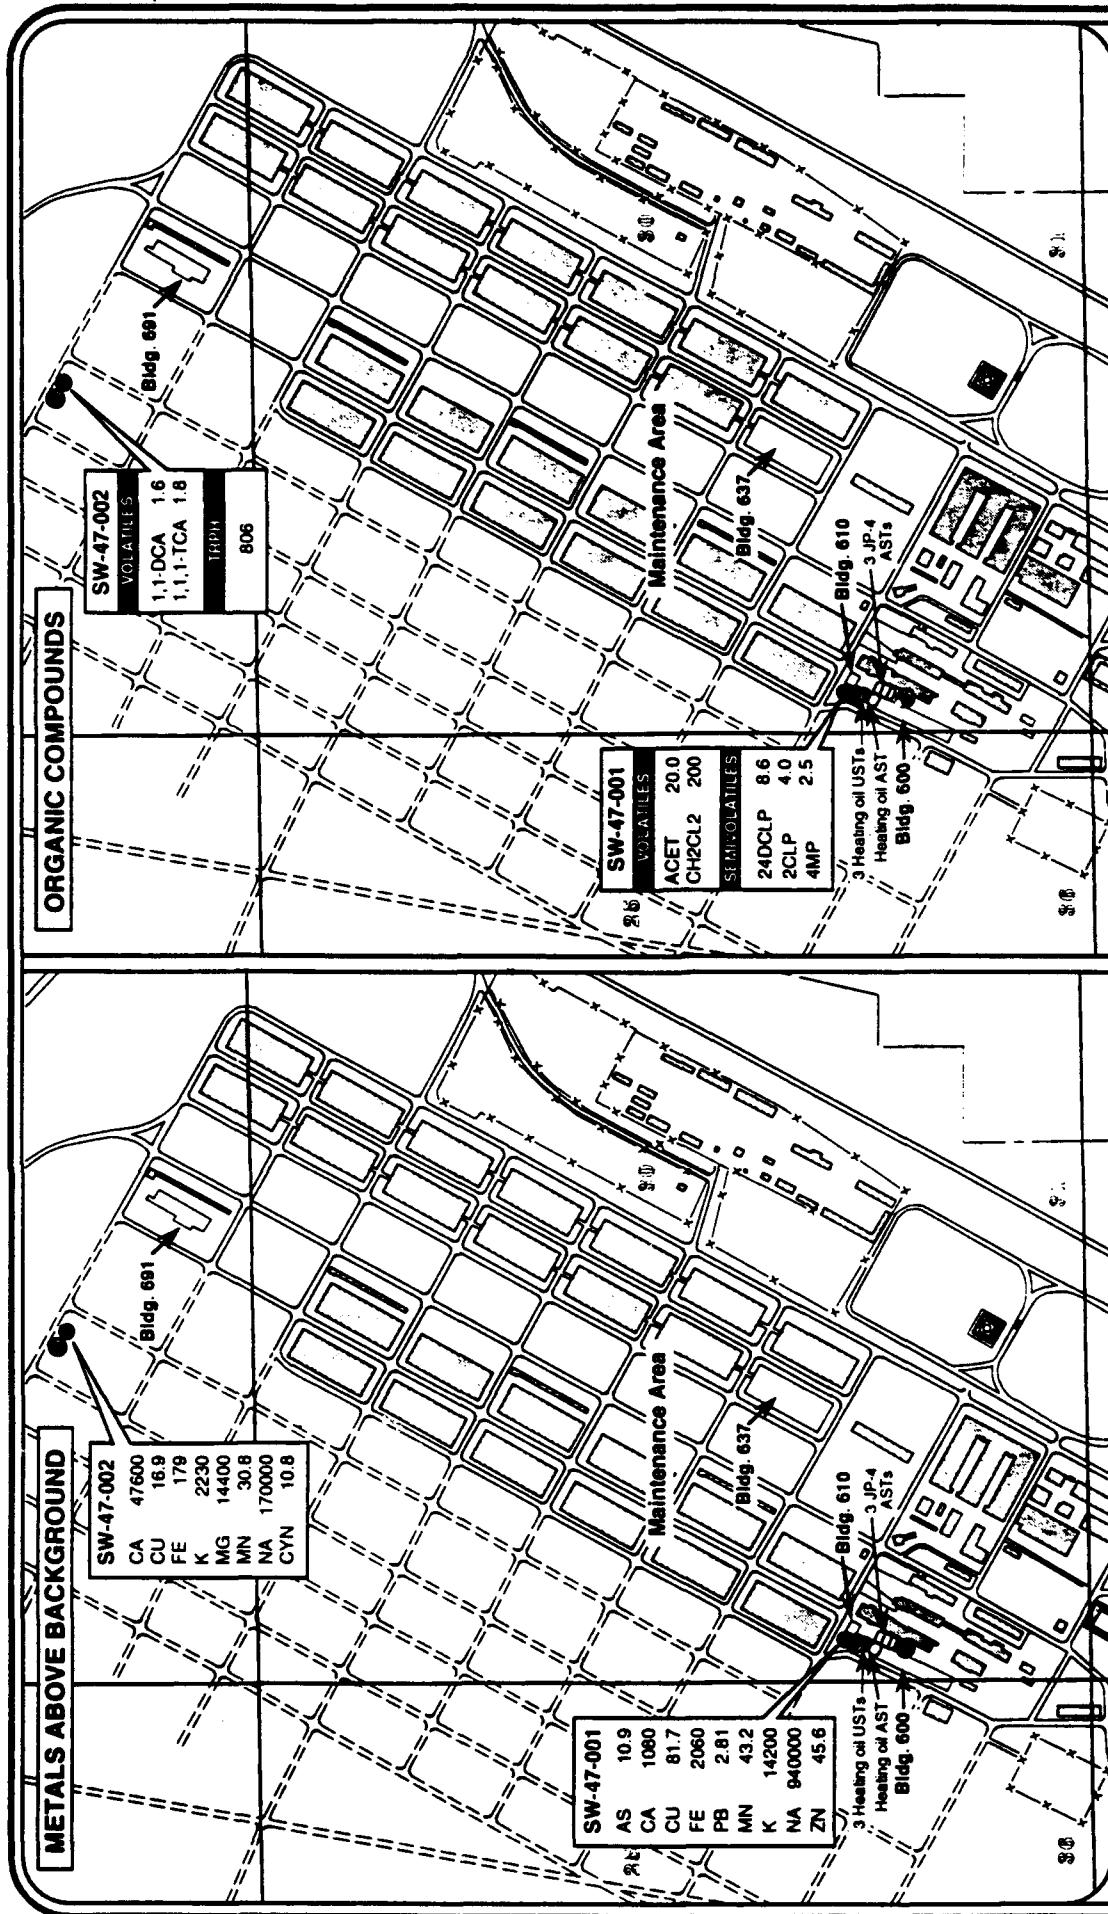 METALS ABOVE BACKGROUND
SW-47-002
CA 47600
CU 16.9
FE 179
K 2230
MG 14400
MN 30.8
NA 170000
CYN 10.8
Bldg. 691
90
Maintenance Area
Bldg. 637
SW-47-001
AS 10.9
CA 1080
CU 81.7
FE 2060
PB 2.81
MN 43.2
K 14200
NA 940000
ZN 45.6
Bldg. 610
3 JP-4
ASTs
3 Heating oil USTs
Heating oil AST
Bldg. 600
ORGANIC COMPOUNDS
SW-47-002
VOLATILES
1,1-DCA 1.6
1,1,1-TCA 1.8
TRPH
806
Bldg. 691
90
Maintenance Area
Bldg. 637
SW-47-001
VOLATILES
ACET 20.0
CH2CL2 200
SEMIVOLATILES
24DCLP 8.6
2CLP 4.0
4MP 2.5
Bldg. 610
3 JP-4
ASTs
3 Heating oil USTs
Heating oil AST
Bldg. 600